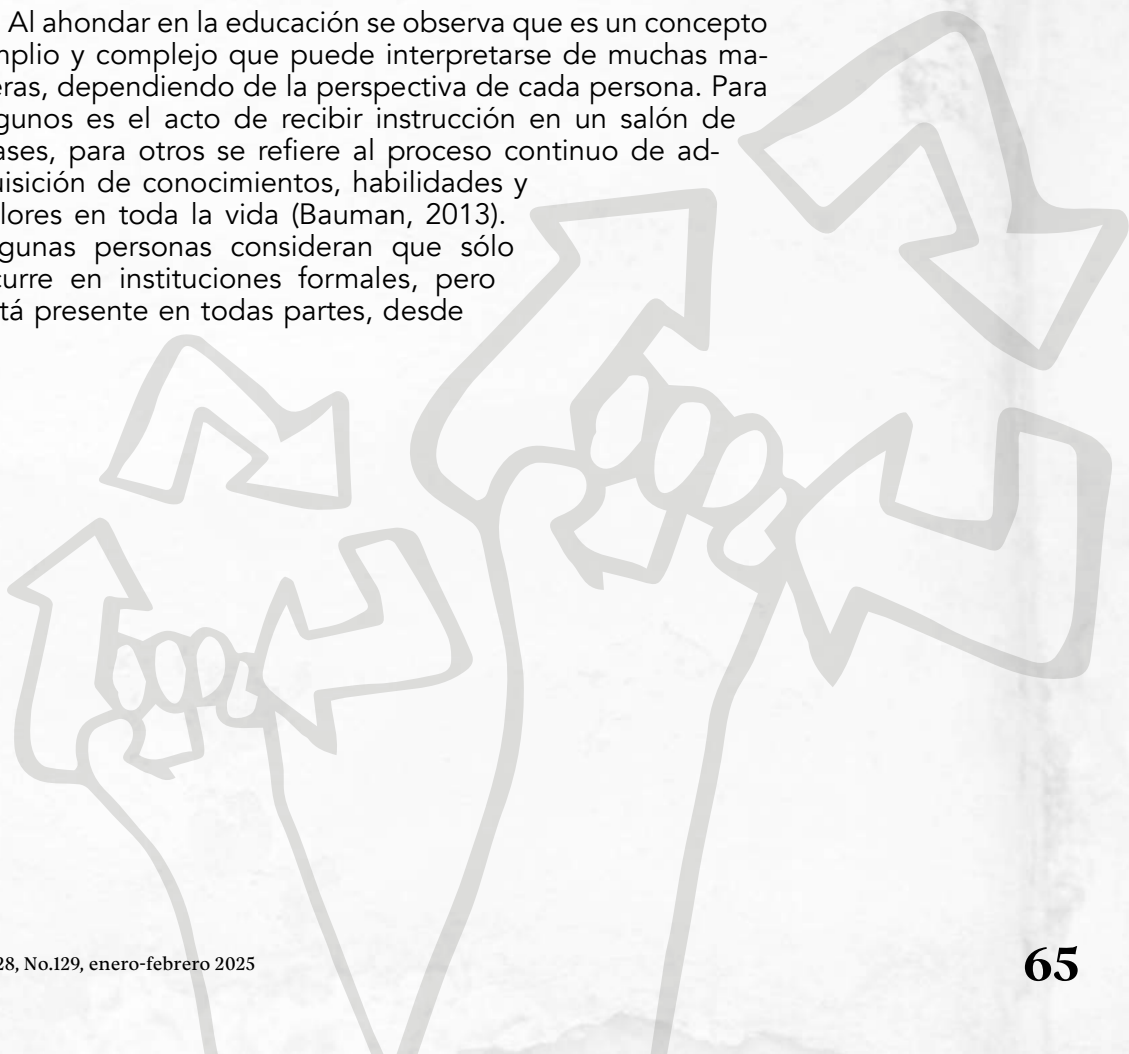 Al ahondar en la educación se observa que es un concepto
mplio y complejo que puede interpretarse de muchas ma-
eras, dependiendo de la perspectiva de cada persona. Para
gunos es el acto de recibir instrucción en un salón de
ases, para otros se refiere al proceso continuo de ad-
uisición de conocimientos, habilidades y
lores en toda la vida (Bauman, 2013).
gunas personas consideran que sólo
curre en instituciones formales, pero
tá presente en todas partes, desde
28, No.129, enero-febrero 2025
65